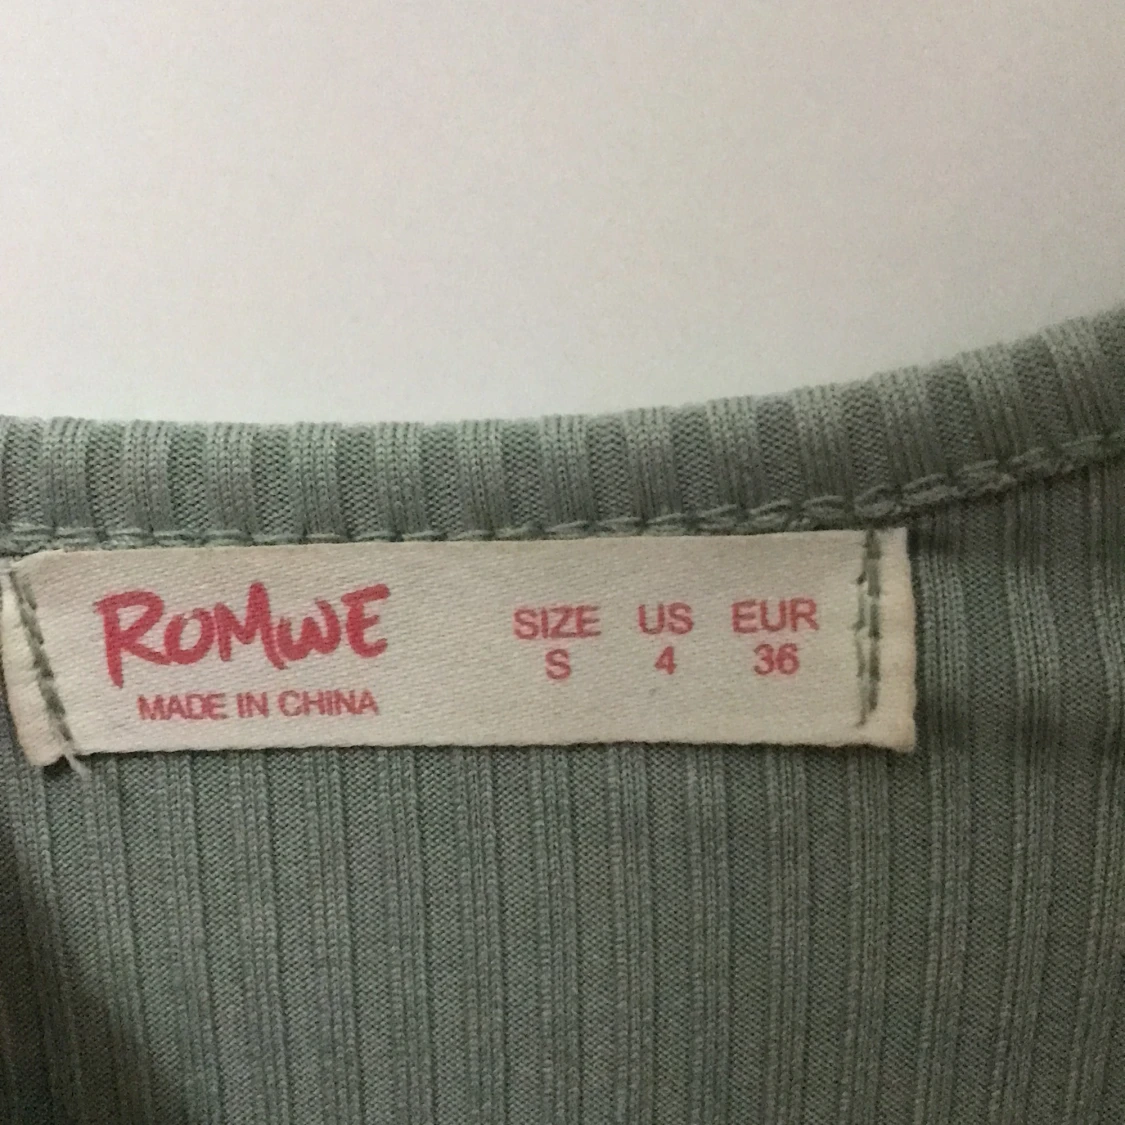 ROMWE
MADE IN CHINA
SIZE US EUR
S 4 36